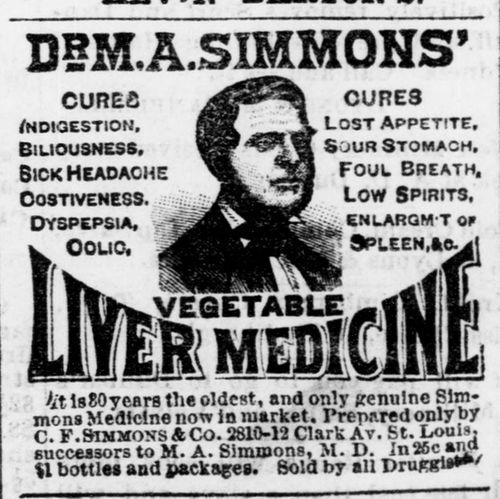 DR M. A. SIMMONS'
CURES
INDIGESTION,
BILIOUSNESS,
SICK HEADACHE
COSTIVENESS.
DYSPEPSIA,
COLIC,
CURES
LOST APPETITE,
SOUR STOMACH,
FOUL BREATH,
LOW SPIRITS,
ENLARGM'T OF
SPLEEN, &C.
VEGETABLE
LIVER MEDICINE
It is 80 years the oldest, and only genuine Sim-
mons Medicine now in market. Prepared only by
C. F. SIMMONS & CO. 2810-12 Clark Av. St. Louis,
successors to M. A. Simmons, M. D. In 25c and
$1 bottles and packages. Sold by all Druggists,